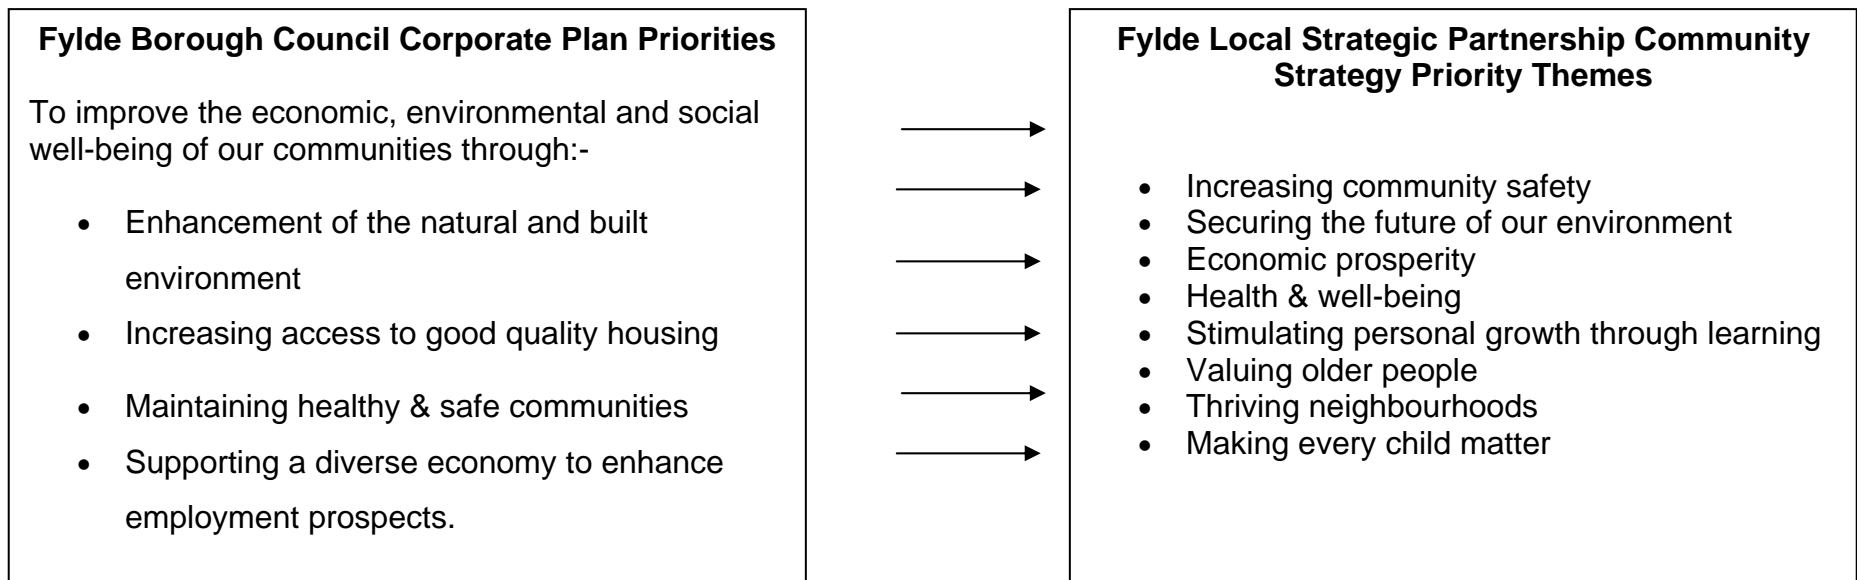 Fylde Borough Council Corporate Plan Priorities
To improve the economic, environmental and social
well-being of our communities through:-
• Enhancement of the natural and built
environment
• Increasing access to good quality housing
• Maintaining healthy & safe communities
• Supporting a diverse economy to enhance
employment prospects.
Fylde Local Strategic Partnership Community
Strategy Priority Themes
• Increasing community safety
• Securing the future of our environment
• Economic prosperity
• Health & well-being
• Stimulating personal growth through learning
• Valuing older people
• Thriving neighbourhoods
• Making every child matter